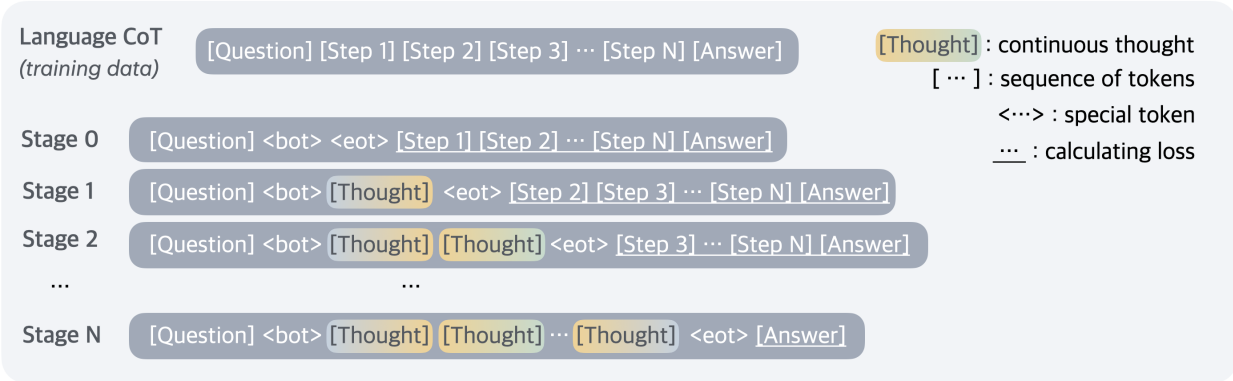 Language CoT
(training data)
[Question] [Step 1] [Step 2] [Step 3] ··· [Step N] [Answer]
[Thought] : continuous thought
[ ··· ] : sequence of tokens
<···> : special token
··· : calculating loss
Stage 0
[Question] <bot> <eot> [Step 1] [Step 2] ··· [Step N] [Answer]
Stage 1
[Question] <bot> [Thought] <eot> [Step 2] [Step 3] ··· [Step N] [Answer]
Stage 2
[Question] <bot> [Thought] [Thought] <eot> [Step 3] ··· [Step N] [Answer]
... ...
Stage N
[Question] <bot> [Thought] [Thought] ··· [Thought] <eot> [Answer]